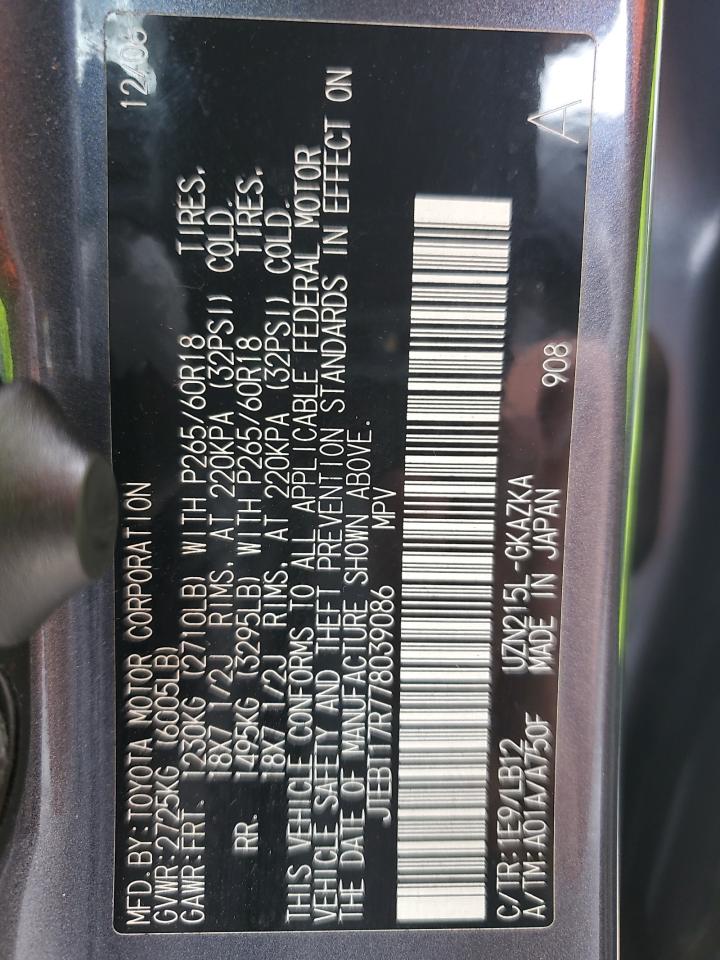 MFD.BY:TOYOTA MOTOR CORPORATION 12/06
GVWR:2725KG (6005LB)
GAWR:FRT. 1230KG (2710LB) WITH P265/60R18 TIRES,
18X7 1/2J RIMS, AT 220KPA (32PSI) COLD.
RR. 1495KG (3295LB) WITH P265/60R18 TIRES,
18X7 1/2J RIMS, AT 220KPA (32PSI) COLD.
THIS VEHICLE CONFORMS TO ALL APPLICABLE FEDERAL MOTOR
VEHICLE SAFETY AND THEFT PREVENTION STANDARDS IN EFFECT ON
THE DATE OF MANUFACTURE SHOWN ABOVE.
JTEBT17R778039086 MPV
C/TR:1E9/LB12 UZN215L-GKAZKA
A/TM:A01A/A750F MADE IN JAPAN 908 A